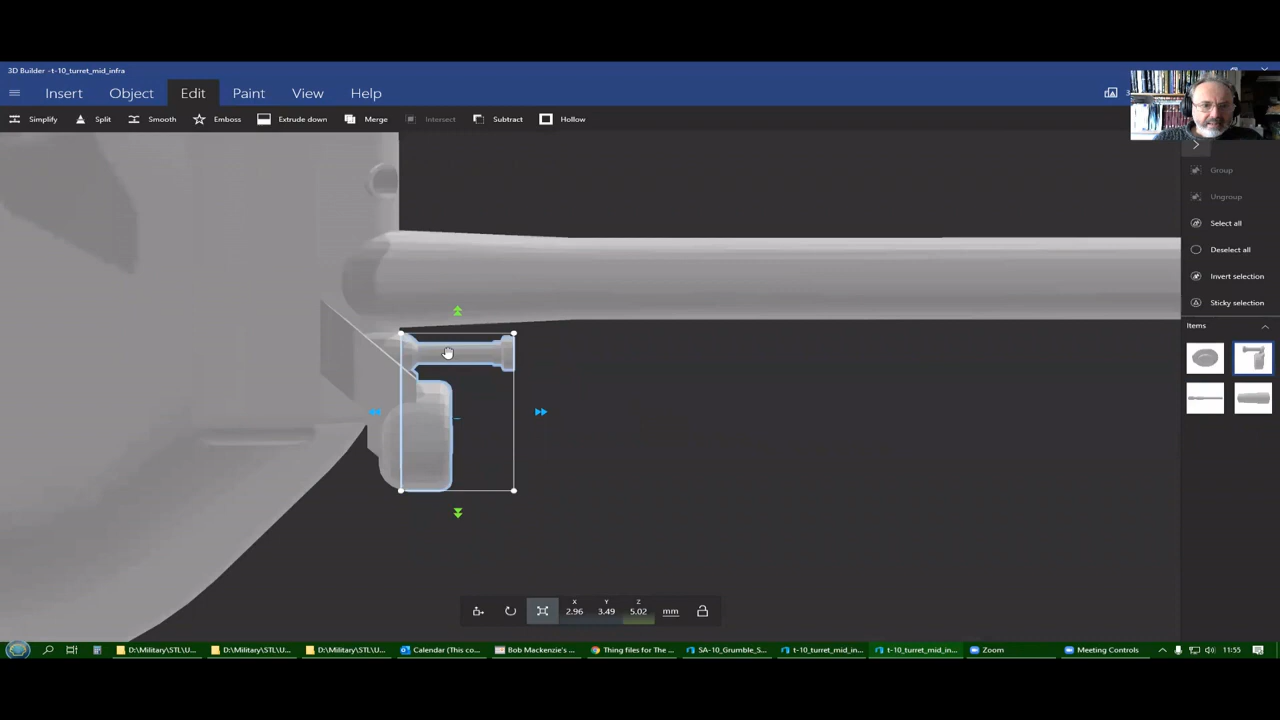 3D Builder - t-10_turret_mid_infra
Insert Object Edit Paint View Help
Simplify Split Smooth Emboss Extrude down Merge Intersect Subtract Hollow
Group
Ungroup
Select all
Deselect all
Invert selection
Sticky selection
Items
X Y Z
2.96 3.49 5.02 mm
D:\Military\STL\U... D:\Military\STL\U... D:\Military\STL\U... Calendar (This co... Bob Mackenzie's ... Thing files for The ... SA-10_Grumble_S... t-10_turret_mid_in... t-10_turret_mid_in... Zoom Meeting Controls 11:55